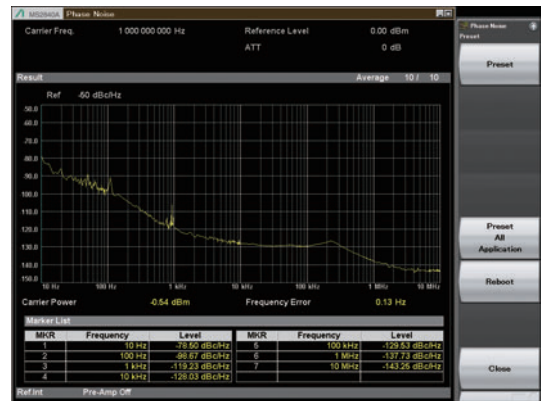 MS2840A Phase Noise
Carrier Freq. 1 000 000 000 Hz Reference Level 0.00 dBm
ATT 0 dB
Result Average 10 / 10
Ref -50 dBc/Hz
-50.0
-60.0
-70.0
-80.0
-90.0
-100.0
-110.0
-120.0
-130.0
-140.0
-150.0
10 Hz 100 Hz 1 kHz 10 kHz 100 kHz 1 MHz 10 MHz
Carrier Power -0.54 dBm Frequency Error 0.13 Hz
Marker List
MKR Frequency Level MKR Frequency Level
1 10 Hz -78.50 dBc/Hz 5 100 kHz -129.53 dBc/Hz
2 100 Hz -98.67 dBc/Hz 6 1 MHz -137.73 dBc/Hz
3 1 kHz -119.23 dBc/Hz 7 10 MHz -143.25 dBc/Hz
4 10 kHz -128.03 dBc/Hz
Ref.Int Pre-Amp Off
Phase Noise
Preset
Preset
Preset
All
Application
Reboot
Close